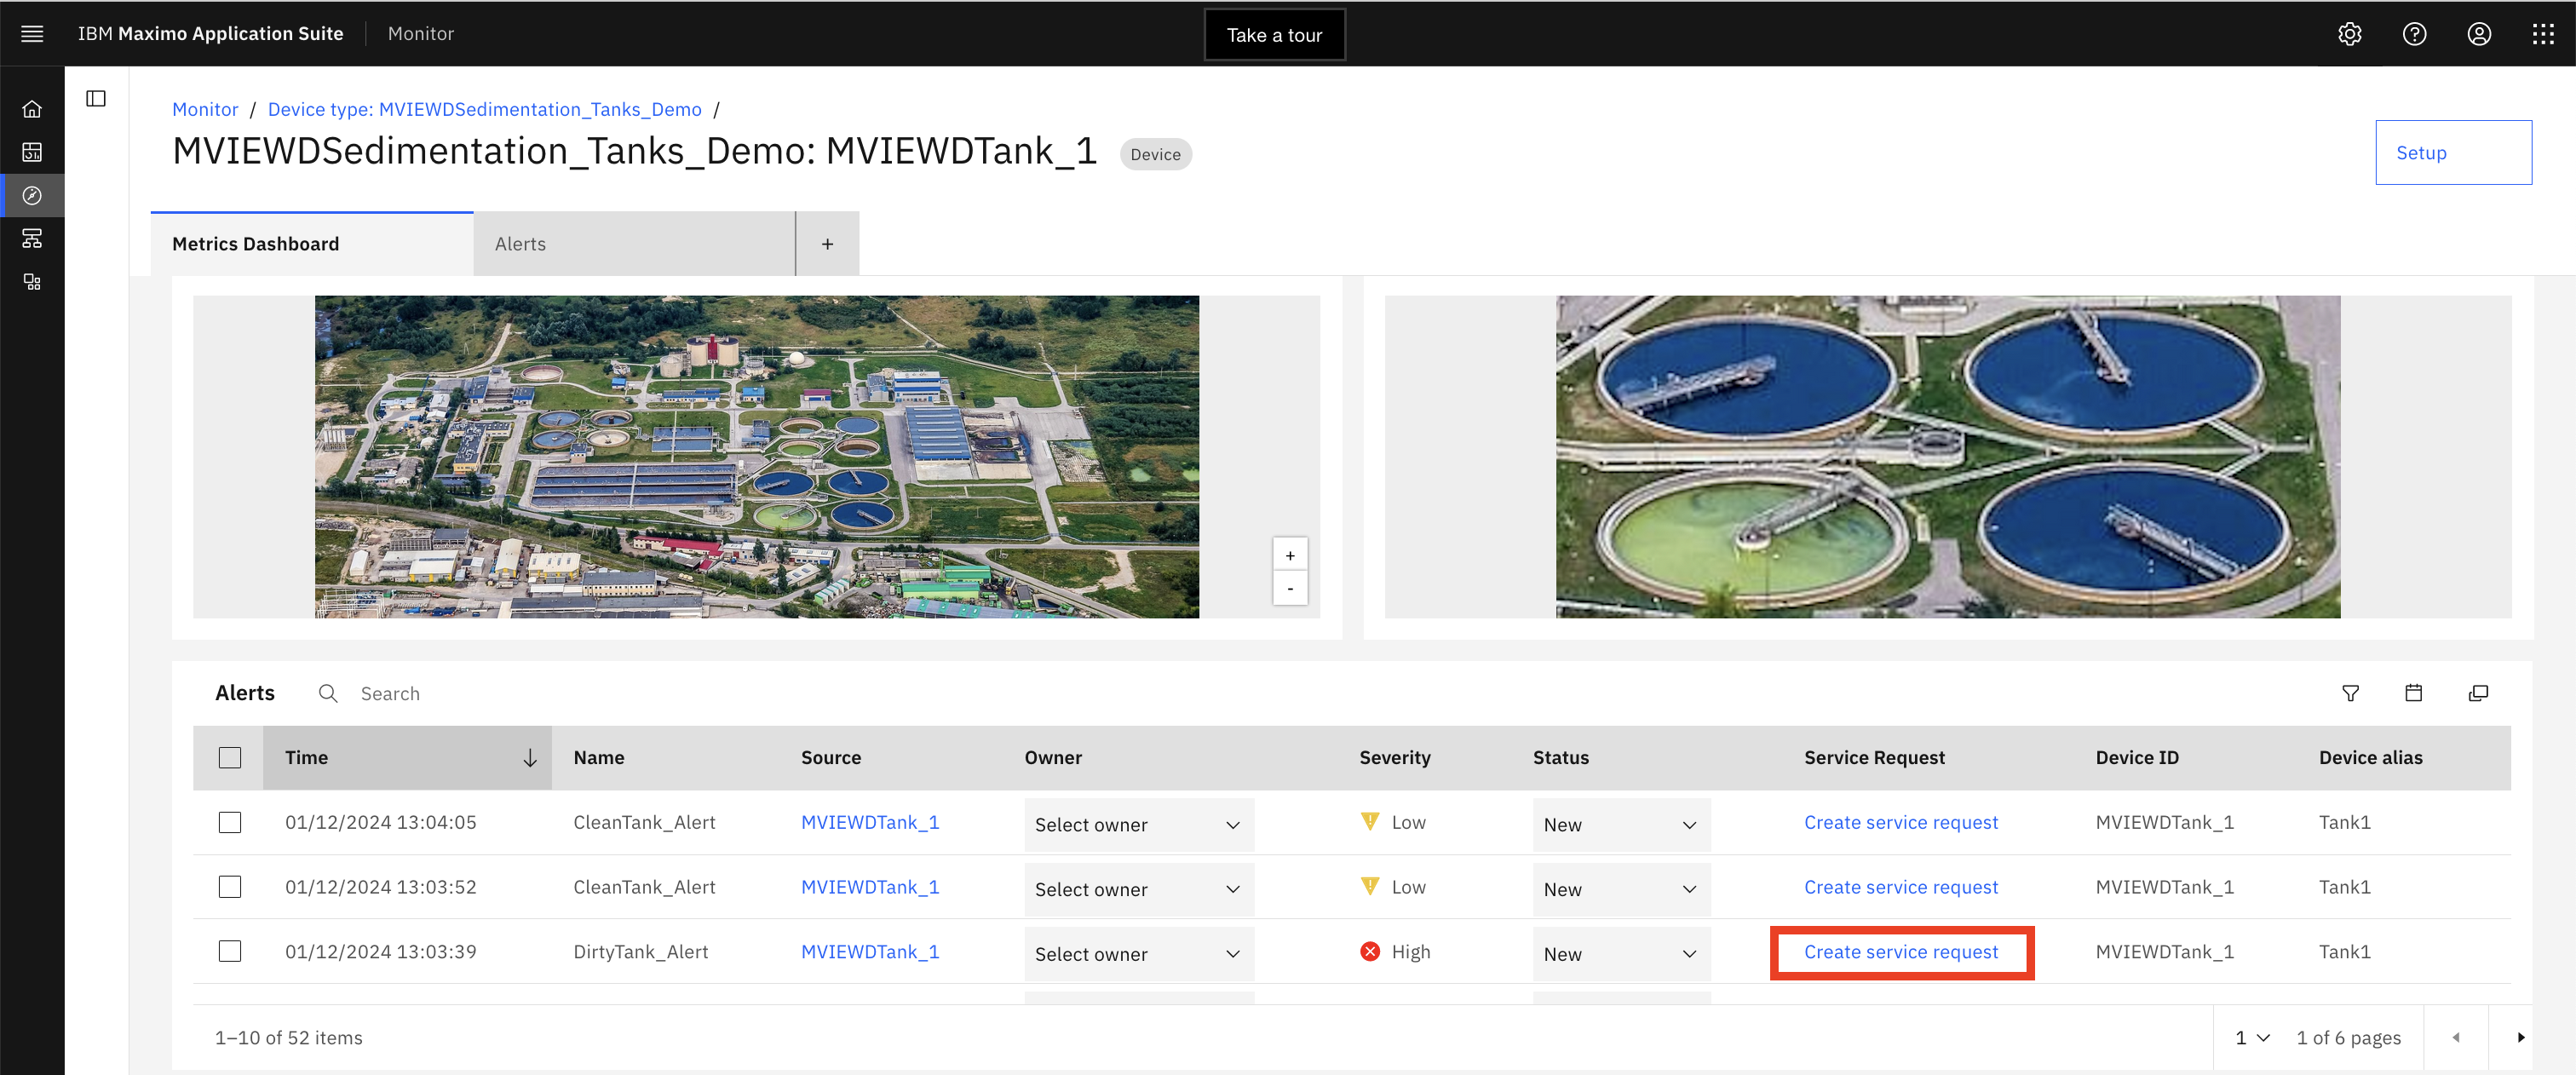 IBM Maximo Application Suite Monitor Take a tour
Monitor / Device type: MVIEWDSedimentation_Tanks_Demo /
MVIEWDSedimentation_Tanks_Demo: MVIEWDTank_1 Device
Setup
Metrics Dashboard Alerts +
+
-
Alerts Search
Time Name Source Owner Severity Status Service Request Device ID Device alias
01/12/2024 13:04:05 CleanTank_Alert MVIEWDTank_1 Select owner Low New Create service request MVIEWDTank_1 Tank1
01/12/2024 13:03:52 CleanTank_Alert MVIEWDTank_1 Select owner Low New Create service request MVIEWDTank_1 Tank1
01/12/2024 13:03:39 DirtyTank_Alert MVIEWDTank_1 Select owner High New Create service request MVIEWDTank_1 Tank1
1–10 of 52 items 1 1 of 6 pages